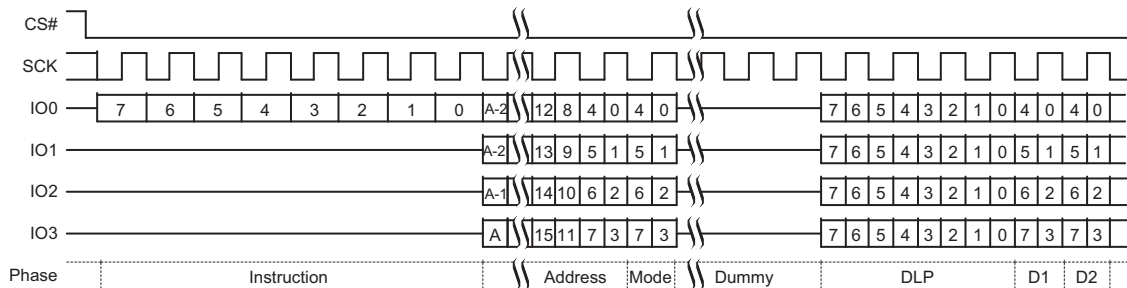 CS#
SCK
IO0 7 6 5 4 3 2 1 0 A-2 12 8 4 0 4 0 7 6 5 4 3 2 1 0 4 0 4 0
IO1 A-2 13 9 5 1 5 1 7 6 5 4 3 2 1 0 5 1 5 1
IO2 A-1 14 10 6 2 6 2 7 6 5 4 3 2 1 0 6 2 6 2
IO3 A 15 11 7 3 7 3 7 6 5 4 3 2 1 0 7 3 7 3
Phase Instruction Address Mode Dummy DLP D1 D2